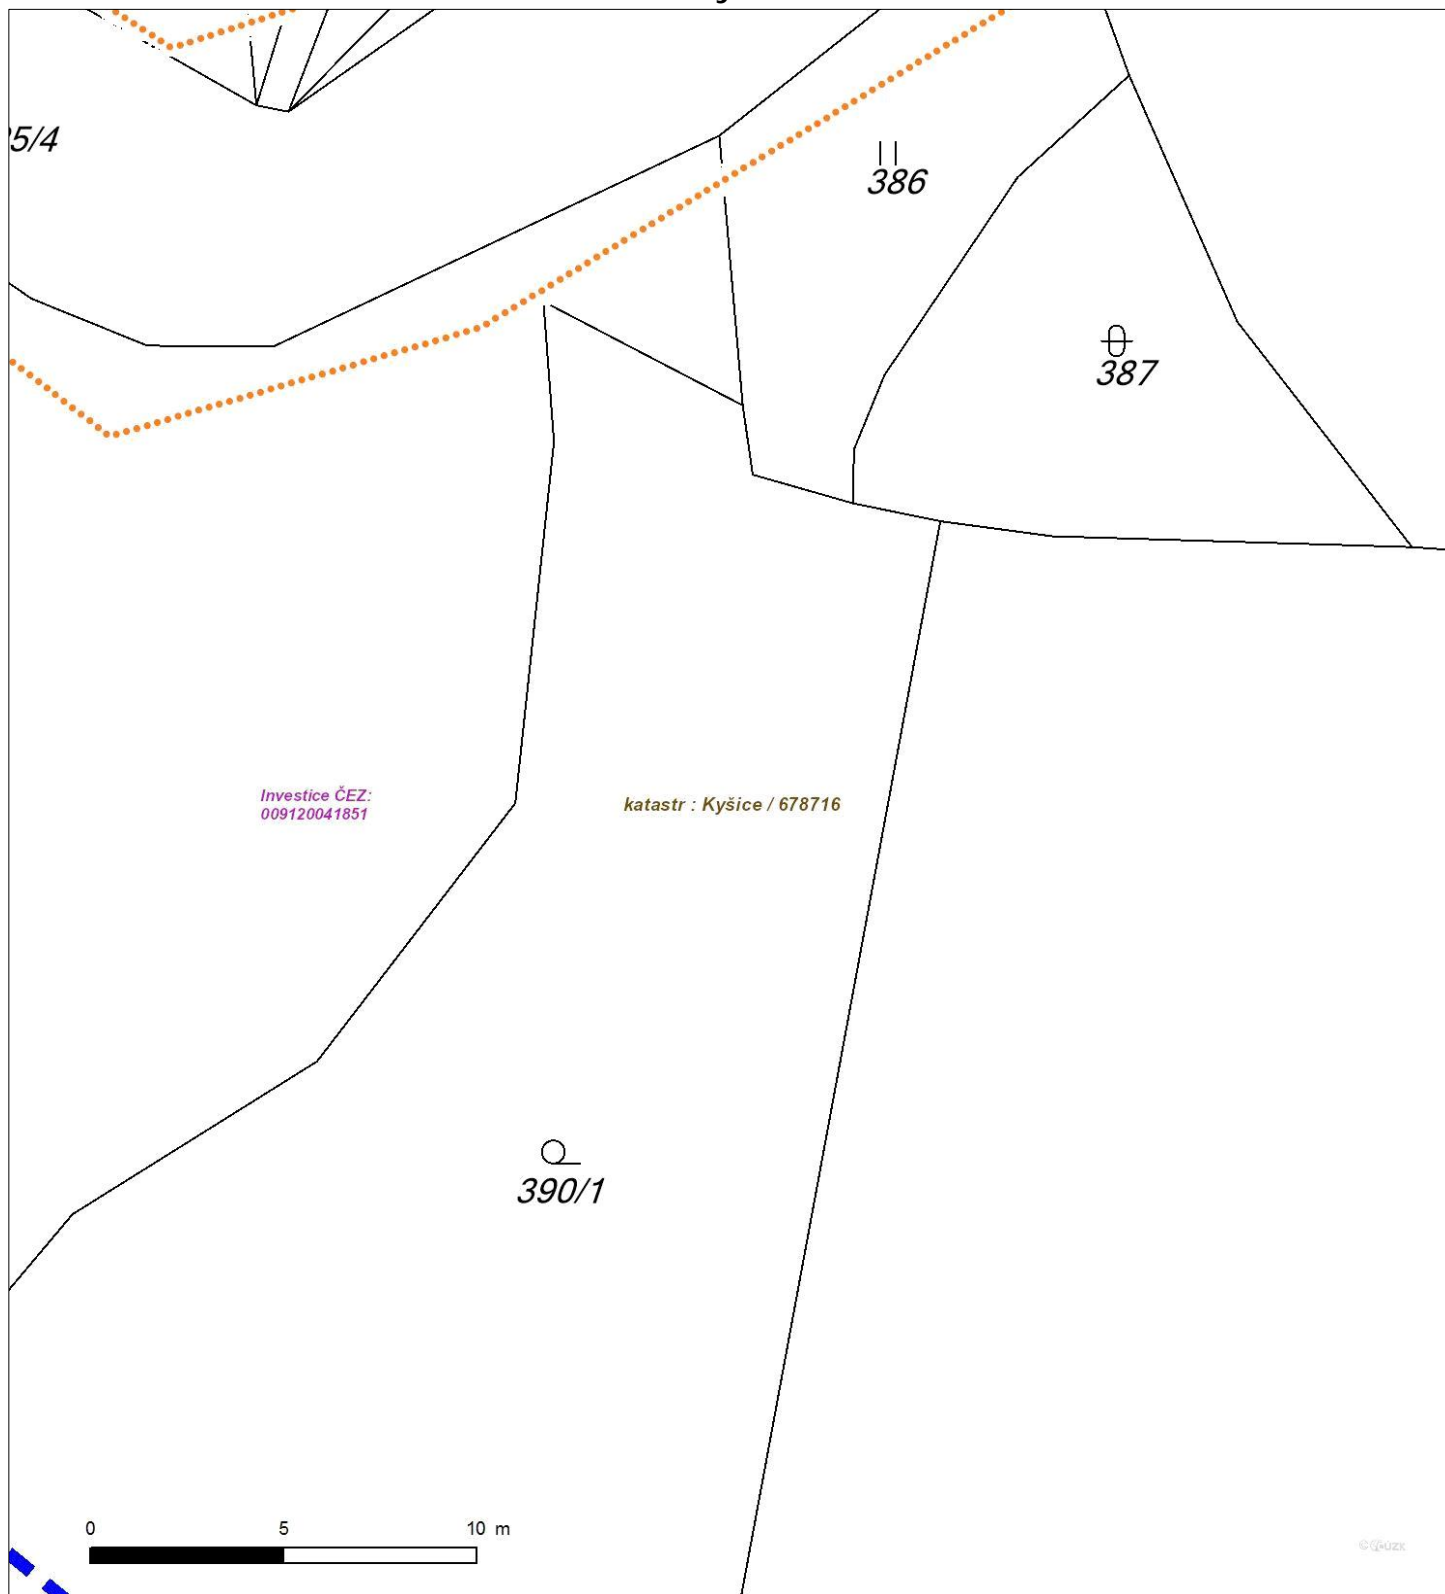 5/4
386
387
Investice ČEZ:
009120041851
katastr : Kyšice / 678716
390/1
0 5 10 m